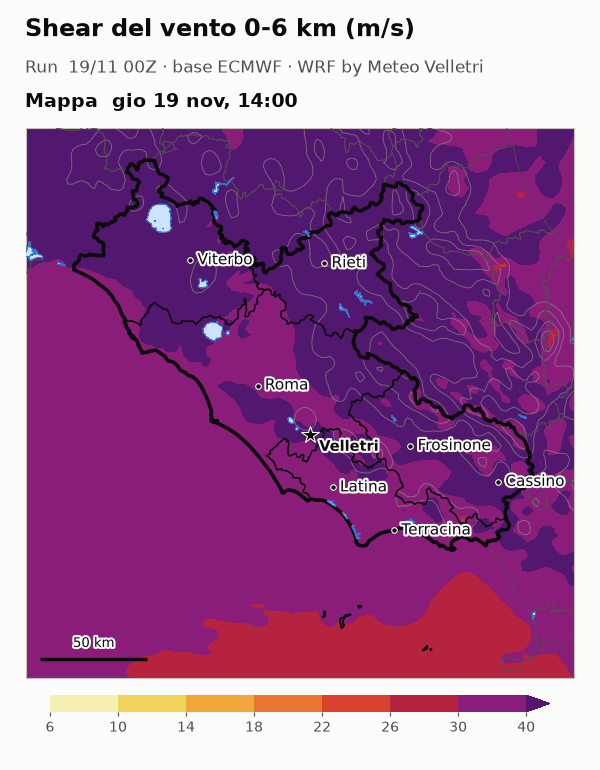 Shear del vento 0-6 km (m/s)
Run 19/11 00Z · base ECMWF · WRF by Meteo Velletri
Mappa gio 19 nov, 14:00
Viterbo
Rieti
Roma
Velletri
Frosinone
Cassino
Latina
Terracina
50 km
6 10 14 18 22 26 30 40